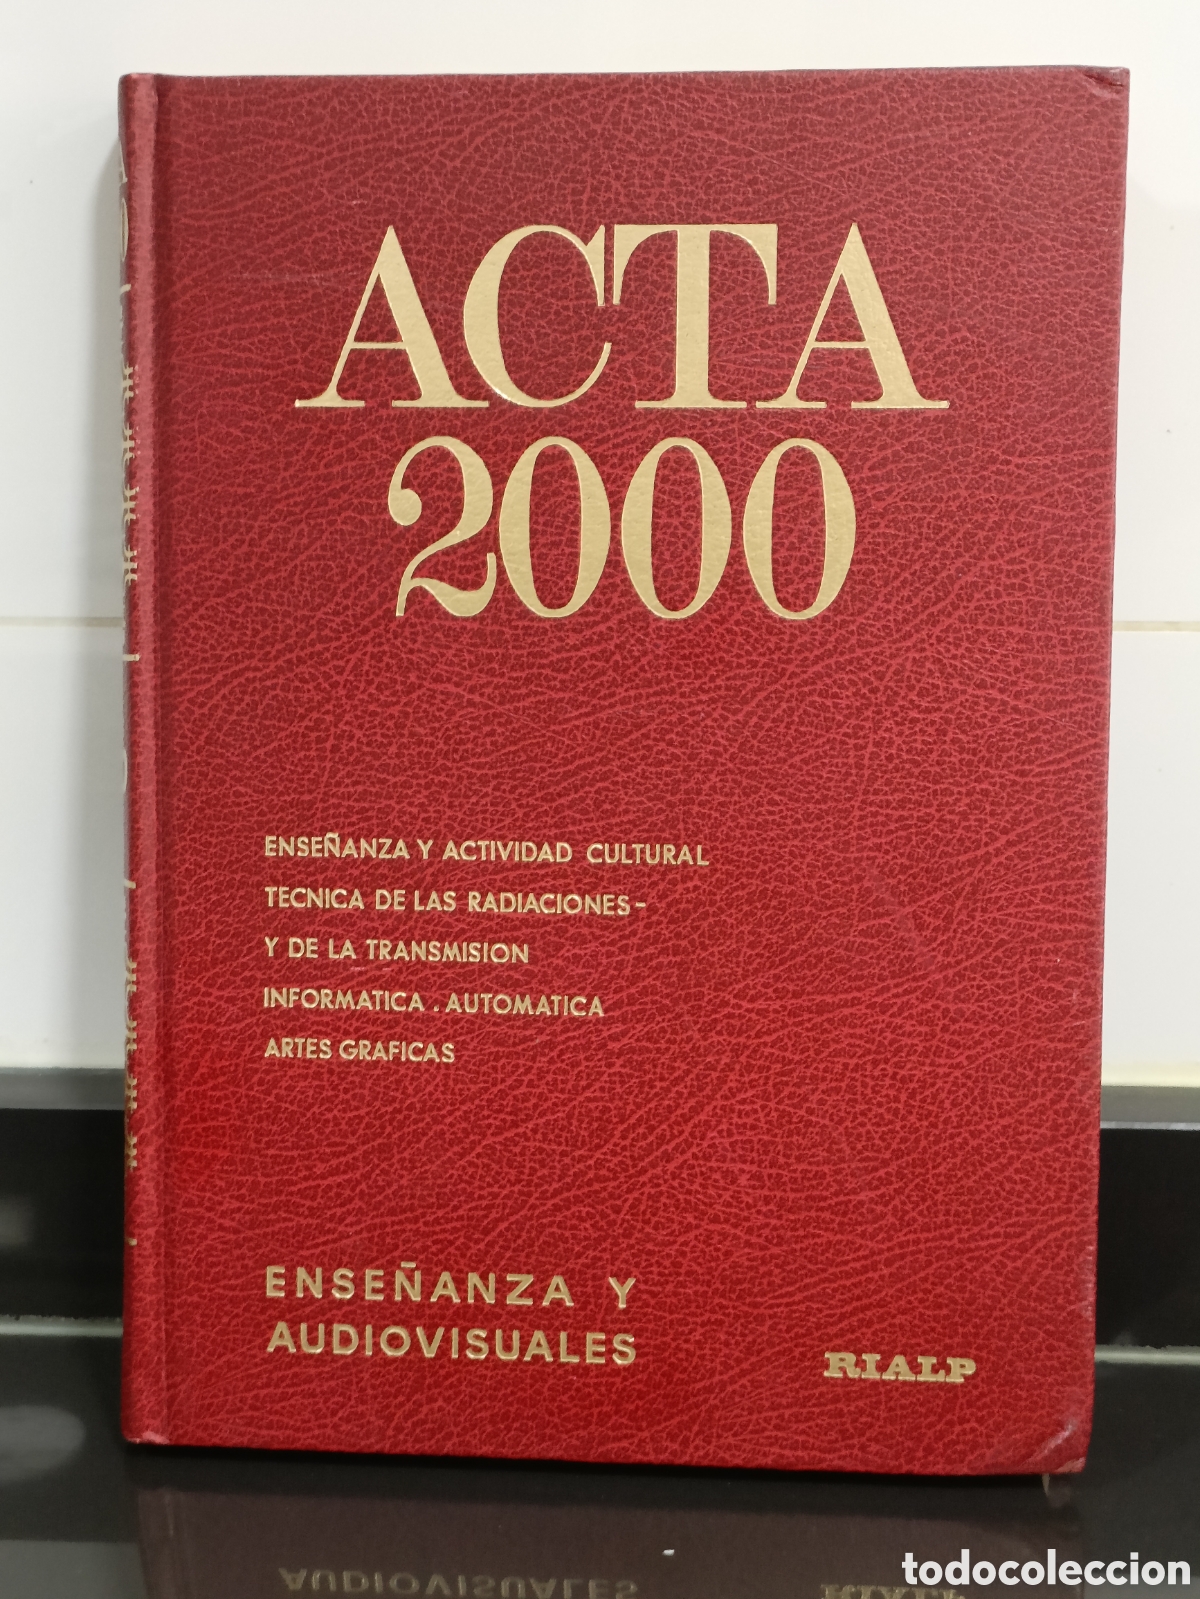 ACTA
2000
ENSEÑANZA Y ACTIVIDAD CULTURAL
TECNICA DE LAS RADIACIONES-
Y DE LA TRANSMISION
INFORMATICA . AUTOMATICA
ARTES GRAFICAS
ENSEÑANZA Y
AUDIOVISUALES
RIALP
todocoleccion